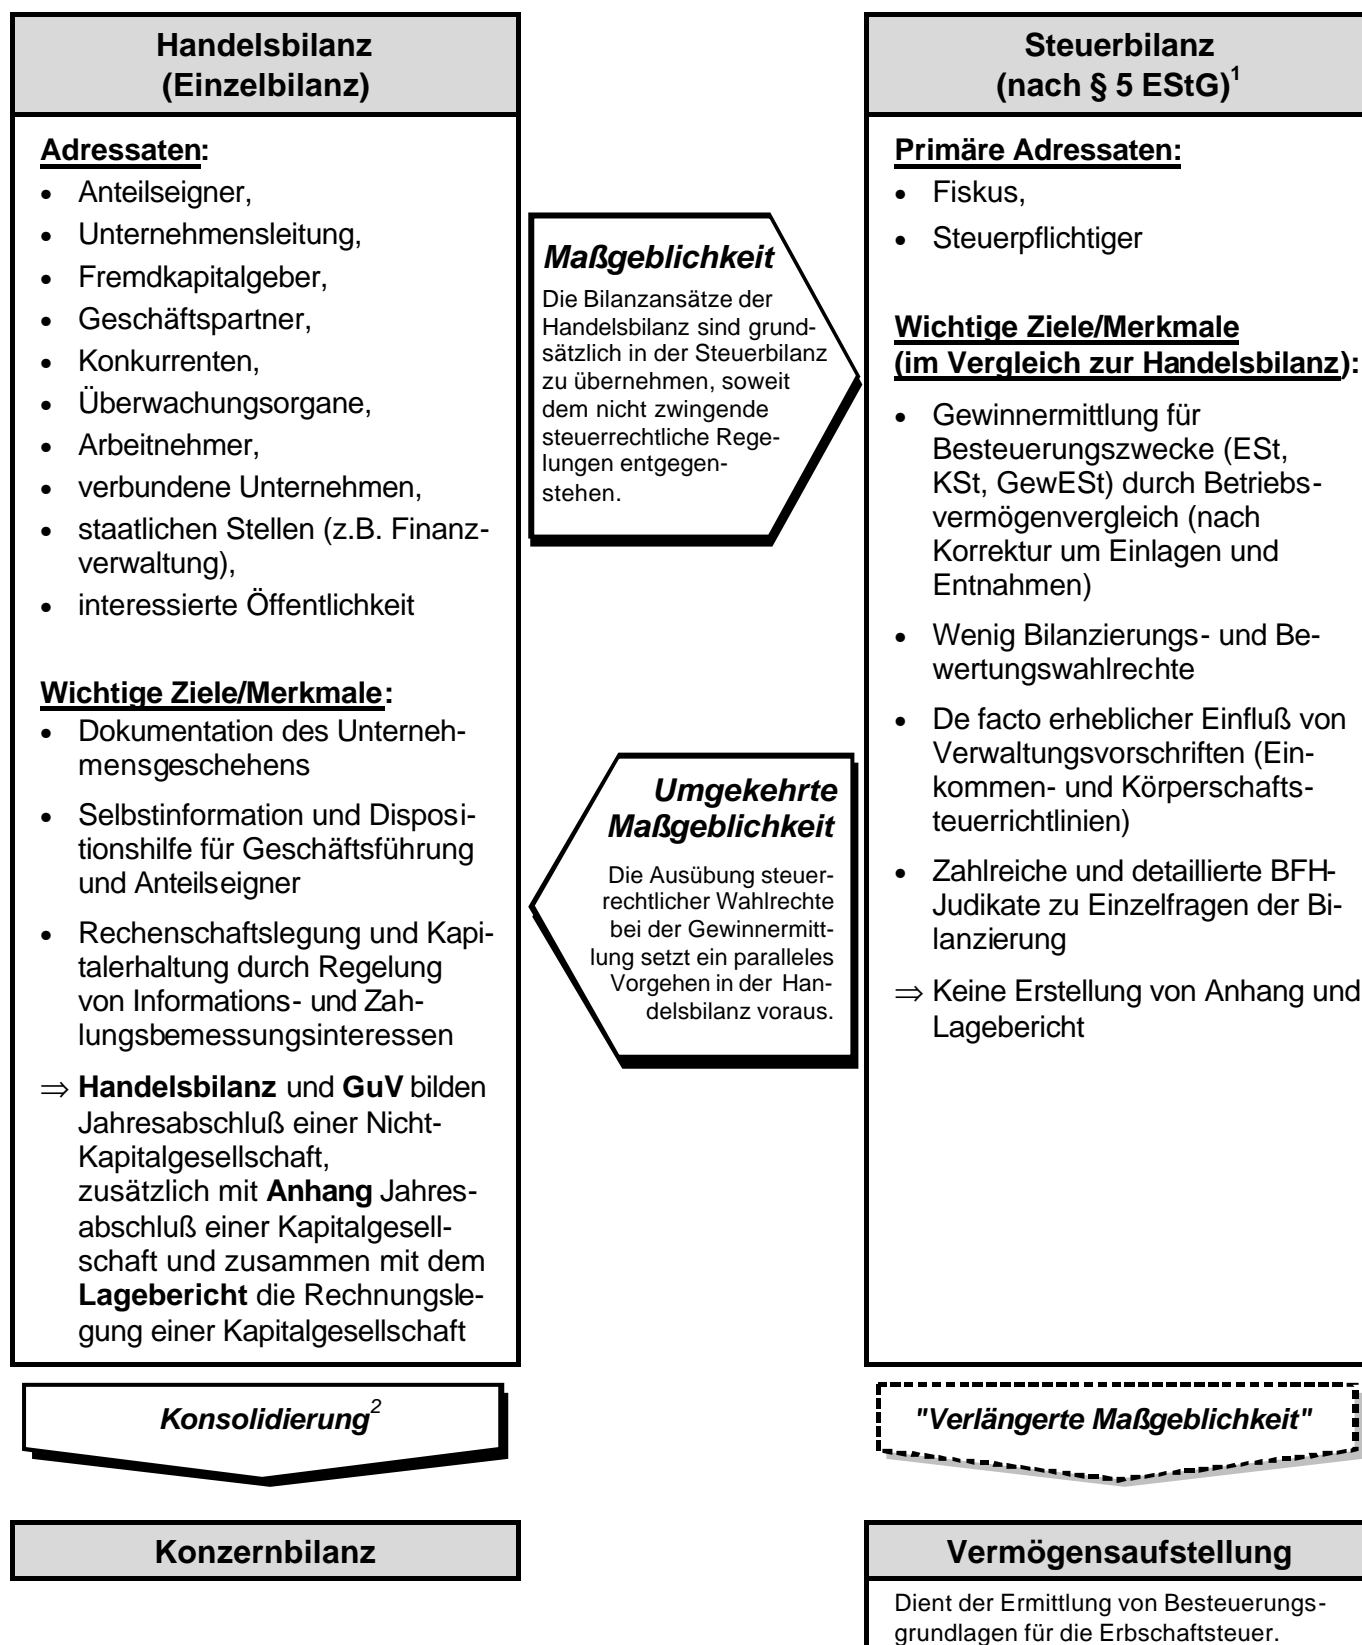 Handelsbilanz
(Einzelbilanz)
Adressaten:
• Anteilseigner,
• Unternehmensleitung,
• Fremdkapitalgeber,
• Geschäftspartner,
• Konkurrenten,
• Überwachungsorgane,
• Arbeitnehmer,
• verbundene Unternehmen,
• staatlichen Stellen (z.B. Finanz-
verwaltung),
• interessierte Öffentlichkeit
Wichtige Ziele/Merkmale:
• Dokumentation des Unterneh-
mensgeschehens
• Selbstinformation und Disposi-
tionshilfe für Geschäftsführung
und Anteilseigner
• Rechenschaftslegung und Kapi-
talerhaltung durch Regelung
von Informations- und Zah-
lungsbemessungsinteressen
⇒ Handelsbilanz und GuV bilden
Jahresabschluß einer Nicht-
Kapitalgesellschaft,
zusätzlich mit Anhang Jahres-
abschluß einer Kapitalgesell-
schaft und zusammen mit dem
Lagebericht die Rechnungsle-
gung einer Kapitalgesellschaft
Maßgeblichkeit
Die Bilanzansätze der
Handelsbilanz sind grund-
sätzlich in der Steuerbilanz
zu übernehmen, soweit
dem nicht zwingende
steuerrechtliche Rege-
lungen entgegen-
stehen.
Umgekehrte
Maßgeblichkeit
Die Ausübung steuer-
rechtlicher Wahlrechte
bei der Gewinnermitt-
lung setzt ein paralleles
Vorgehen in der Han-
delsbilanz voraus.
Steuerbilanz
(nach § 5 EStG)¹
Primäre Adressaten:
• Fiskus,
• Steuerpflichtiger
Wichtige Ziele/Merkmale
(im Vergleich zur Handelsbilanz):
• Gewinnermittlung für
Besteuerungszwecke (ESt,
KSt, GewESt) durch Betriebs-
vermögenvergleich (nach
Korrektur um Einlagen und
Entnahmen)
• Wenig Bilanzierungs- und Be-
wertungswahlrechte
• De facto erheblicher Einfluß von
Verwaltungsvorschriften (Ein-
kommen- und Körperschafts-
teuerrichtlinien)
• Zahlreiche und detaillierte BFH-
Judikate zu Einzelfragen der Bi-
lanzierung
⇒ Keine Erstellung von Anhang und
Lagebericht
Konsolidierung²
"Verlängerte Maßgeblichkeit"
Konzernbilanz
Vermögensaufstellung
Dient der Ermittlung von Besteuerungs-
grundlagen für die Erbschaftsteuer.